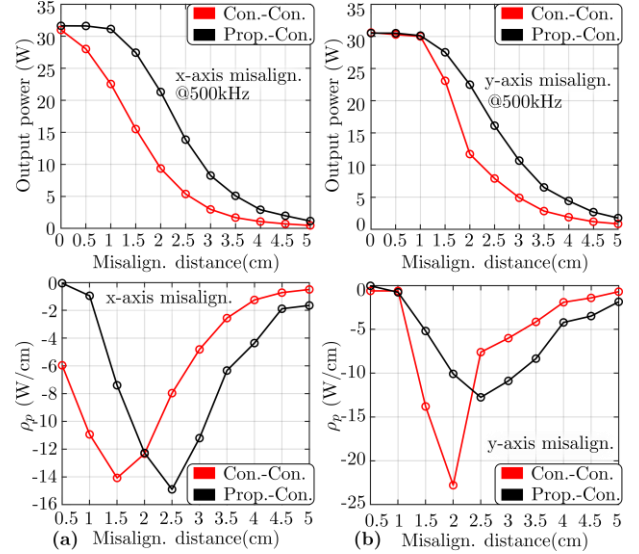 35
30
25
20
15
10
5
0
Output power (W)
Con.-Con.
Prop.-Con.
x-axis misalign.
@500kHz
0 0.5 1 1.5 2 2.5 3 3.5 4 4.5 5
Misalign. distance(cm)
35
30
25
20
15
10
5
0
Output power (W)
Con.-Con.
Prop.-Con.
y-axis misalign.
@500kHz
0 0.5 1 1.5 2 2.5 3 3.5 4 4.5 5
Misalign. distance(cm)
0
-2
-4
-6
-8
-10
-12
-14
-16
ρp (W/cm)
x-axis misalign.
Con.-Con.
Prop.-Con.
0.5 1 1.5 2 2.5 3 3.5 4 4.5 5
(a) Misalign. distance(cm)
0
-5
-10
-15
-20
-25
ρp (W/cm)
y-axis misalign.
Con.-Con.
Prop.-Con.
0.5 1 1.5 2 2.5 3 3.5 4 4.5 5
(b) Misalign. distance(cm)